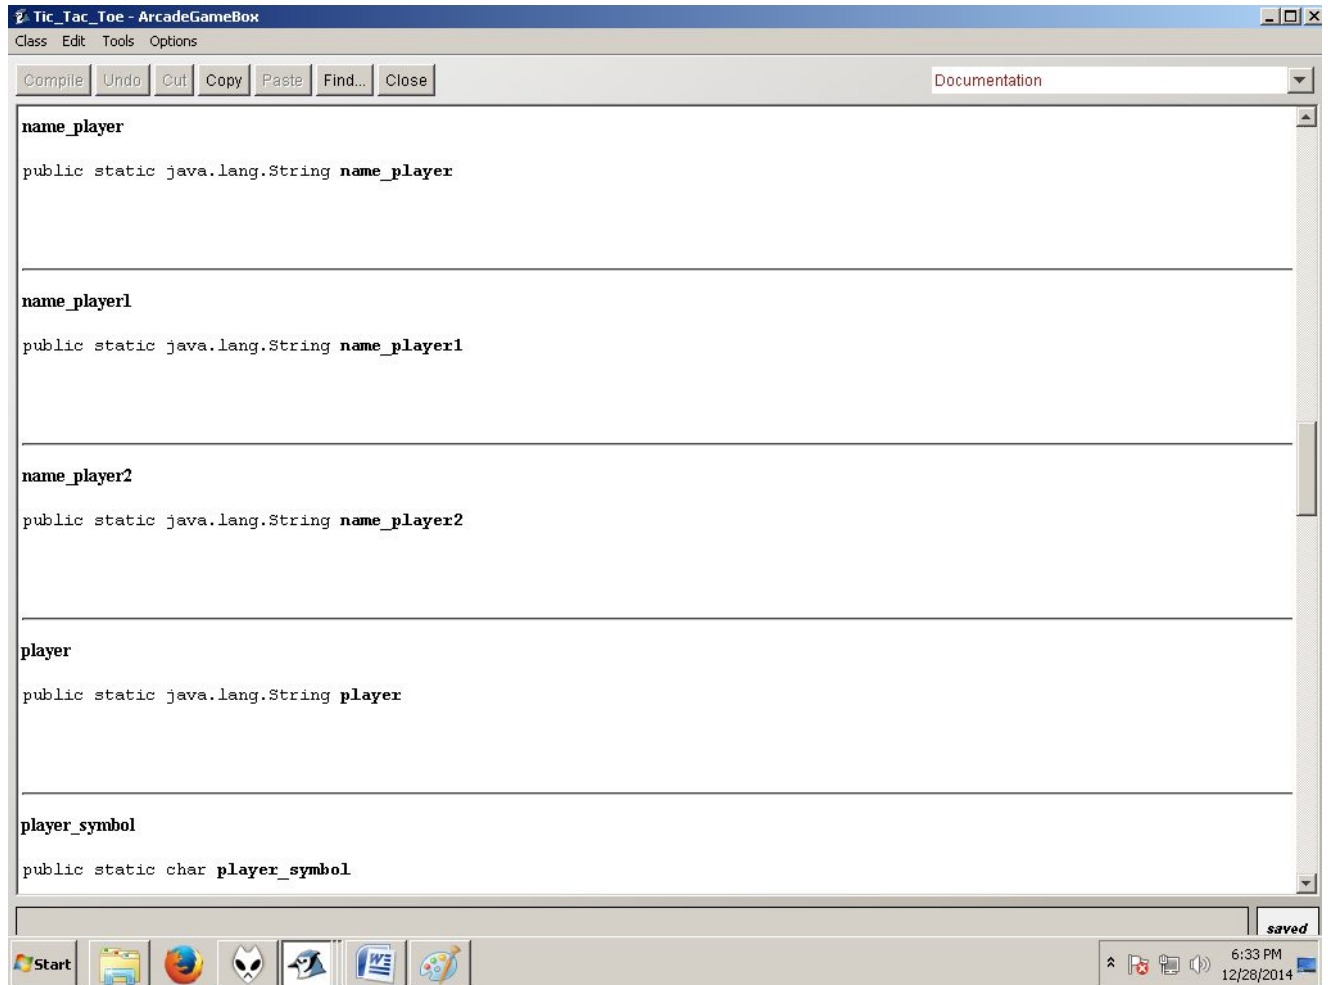 Tic_Tac_Toe - ArcadeGameBox
Class Edit Tools Options
Compile Undo Cut Copy Paste Find... Close Documentation
name_player
public static java.lang.String name_player
name_player1
public static java.lang.String name_player1
name_player2
public static java.lang.String name_player2
player
public static java.lang.String player
player_symbol
public static char player_symbol
saved
Start
6:33 PM
12/28/2014